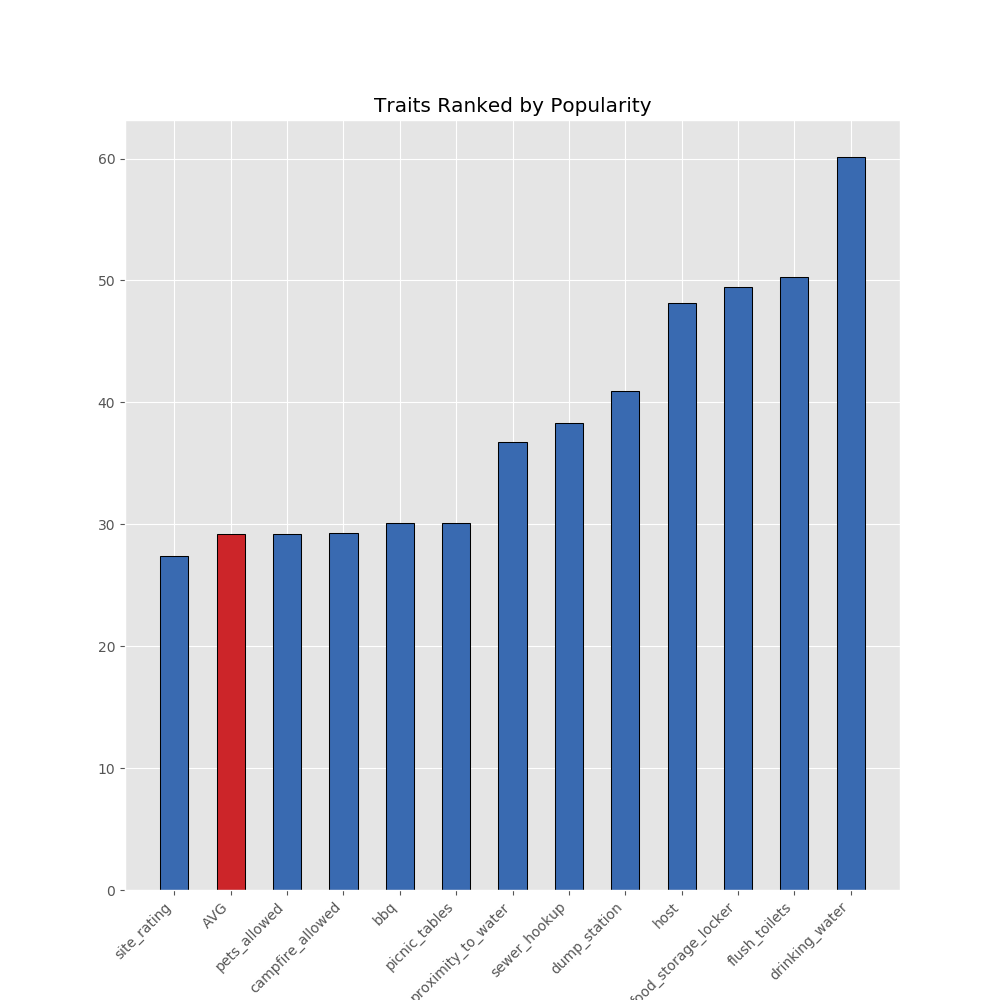 Traits Ranked by Popularity
60
50
40
30
20
10
0
site_rating
AVG
pets_allowed
campfire_allowed
bbq
picnic_tables
proximity_to_water
sewer_hookup
dump_station
host
food_storage_locker
flush_toilets
drinking_water